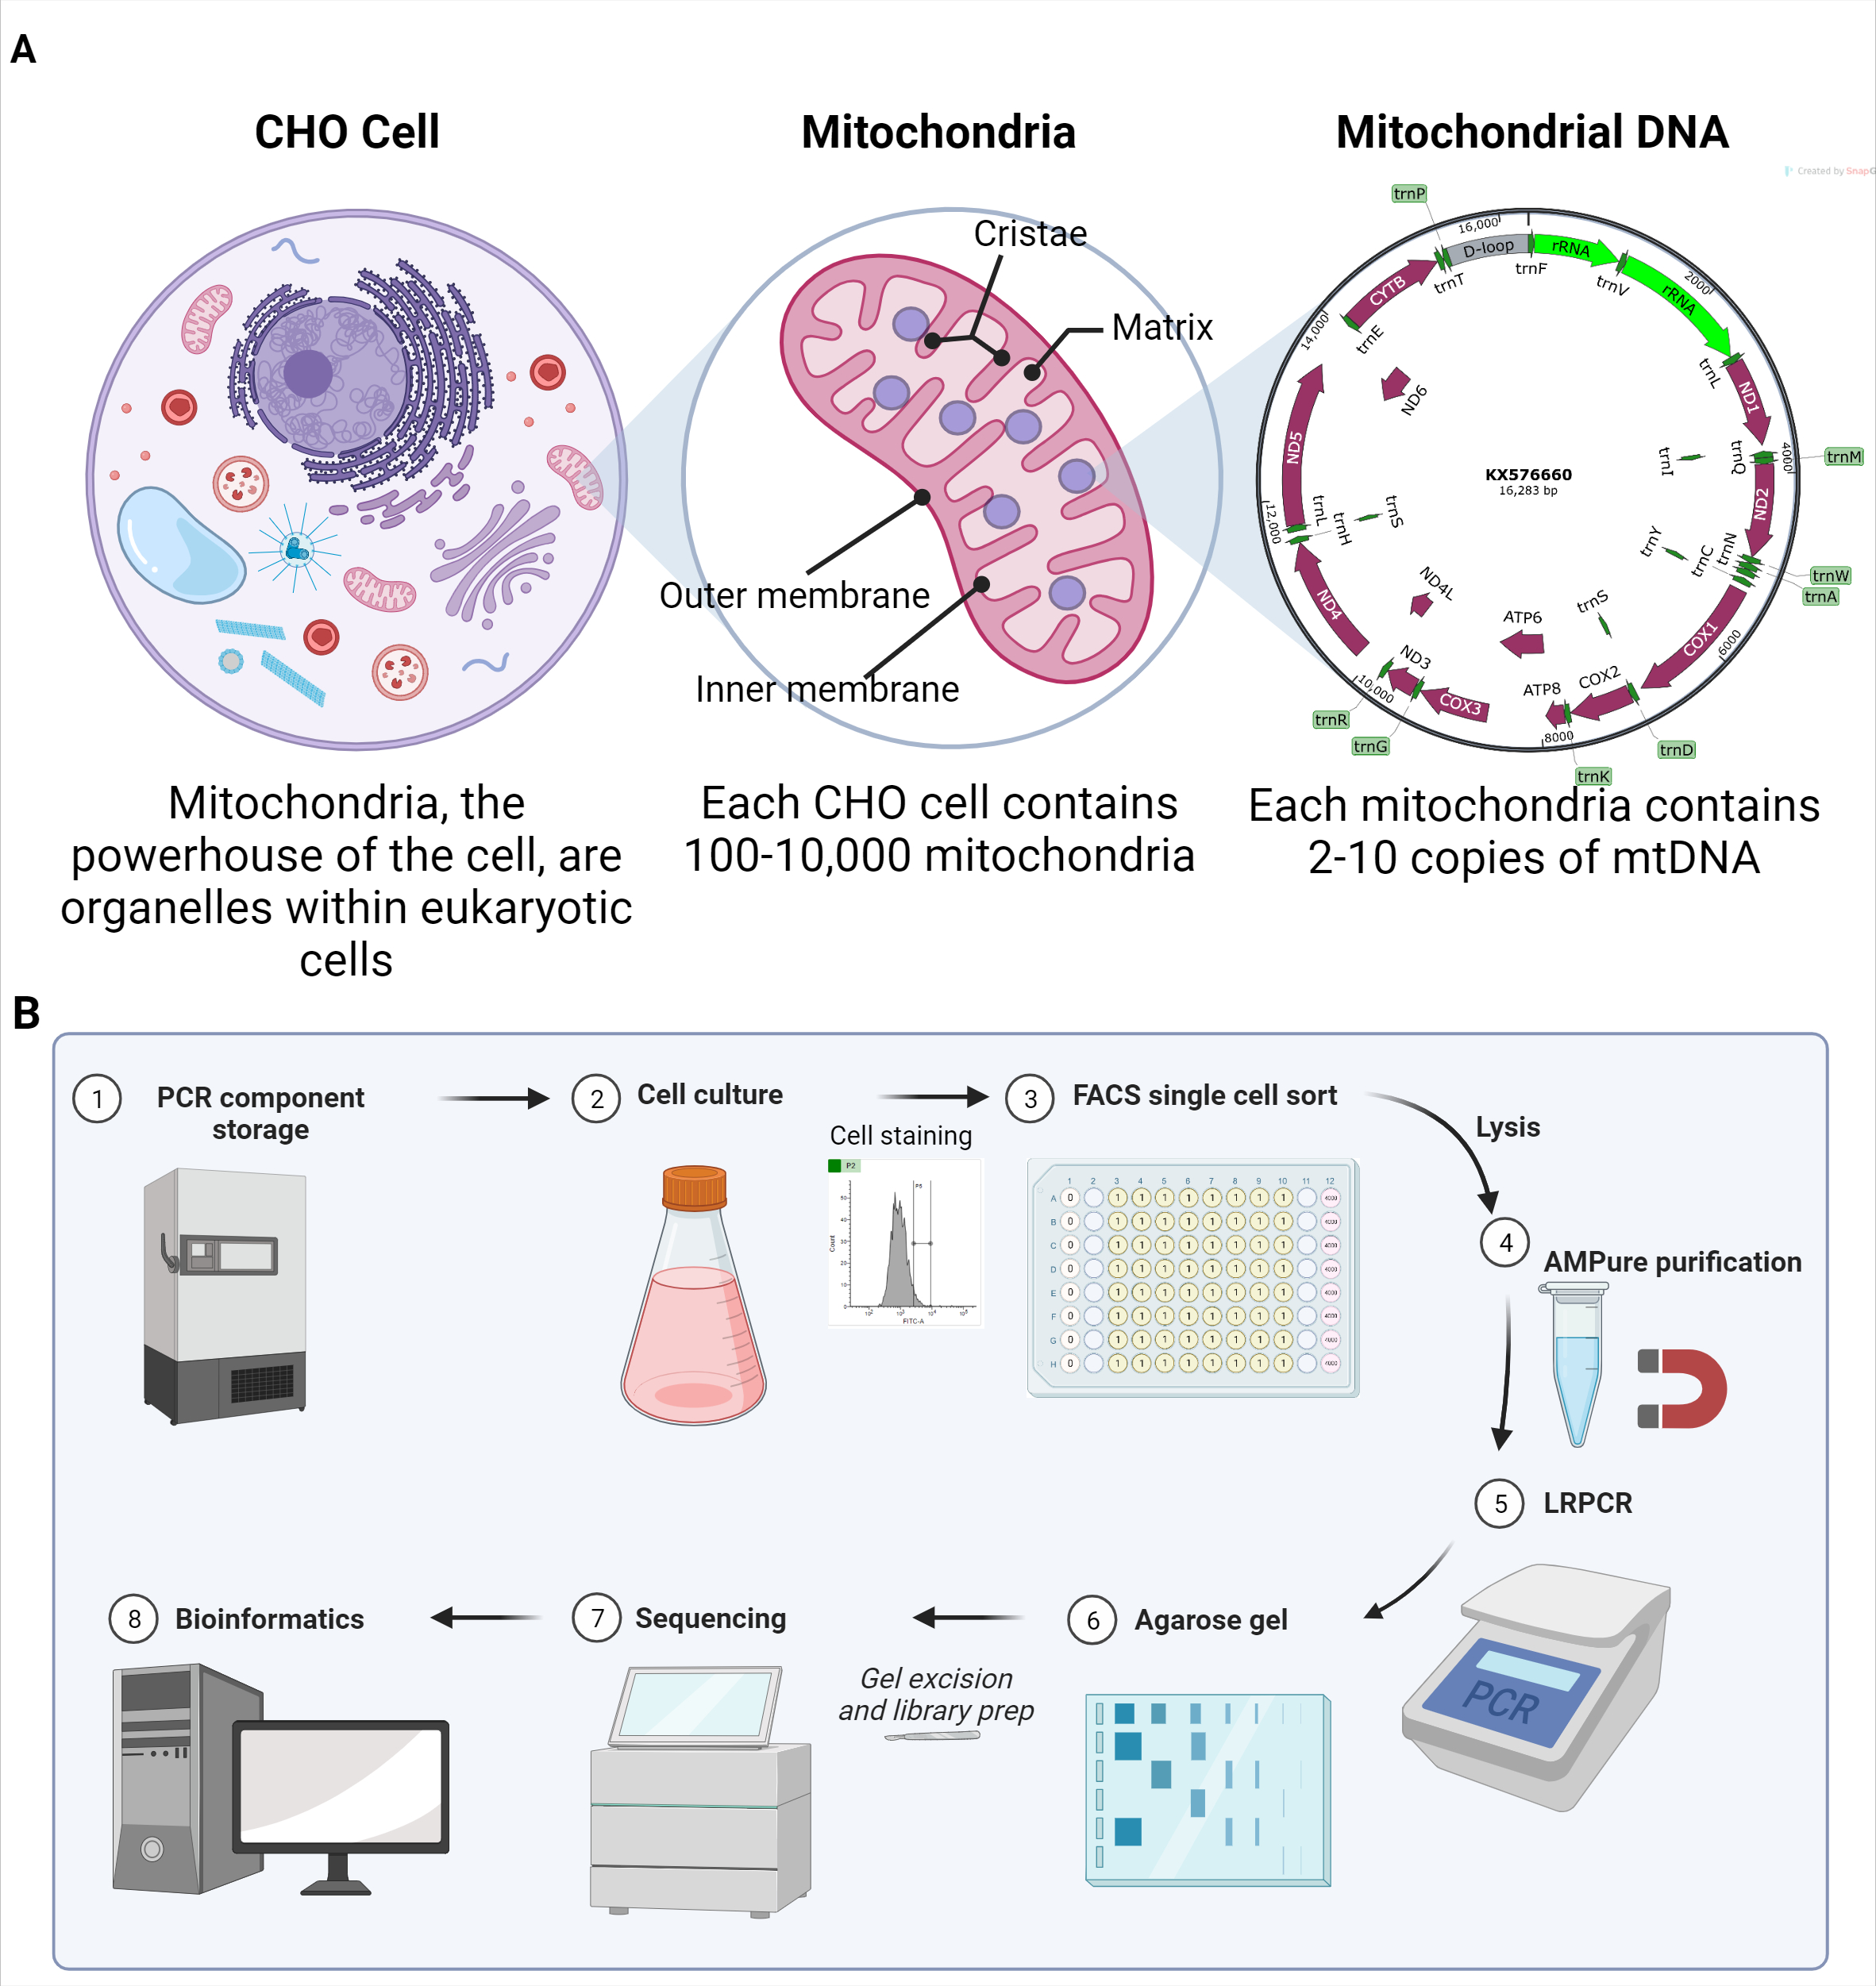 A
CHO Cell
Mitochondria
Mitochondrial DNA
Created by SnapG
Cristae
Matrix
Outer membrane
Inner membrane
trnP
16,000
D-loop
rRNA
trnF
trnT
trnV
2000
rRNA
CYTB
trnE
14,000
trnL
ND1
ND6
ND5
trnI
trnQ
4000
trnM
KX576660
16,283 bp
ND2
12,000
trnL
trnH
trnS
trnY
trnC
trnN
trnW
trnA
ND4
ND4L
ATP6
trnS
COX1
6000
ND3
10,000
COX3
ATP8
COX2
8000
trnR
trnG
trnD
trnK
Mitochondria, the
powerhouse of the cell, are
organelles within eukaryotic
cells
Each CHO cell contains
100-10,000 mitochondria
Each mitochondria contains
2-10 copies of mtDNA
B
1 PCR component
storage
2 Cell culture
Cell staining
P2
P5
Count
50
40
30
20
10
0
10² 10³ 10⁴ 10⁵
FITC-A
3 FACS single cell sort
1 2 3 4 5 6 7 8 9 10 11 12
A 0 1 1 1 1 1 1 1 1 4000
B 0 1 1 1 1 1 1 1 1 4000
C 0 1 1 1 1 1 1 1 1 4000
D 0 1 1 1 1 1 1 1 1 4000
E 0 1 1 1 1 1 1 1 1 4000
F 0 1 1 1 1 1 1 1 1 4000
G 0 1 1 1 1 1 1 1 1 4000
H 0 1 1 1 1 1 1 1 1 4000
Lysis
4
AMPure purification
5 LRPCR
PCR
6 Agarose gel
Gel excision
and library prep
7 Sequencing
8 Bioinformatics